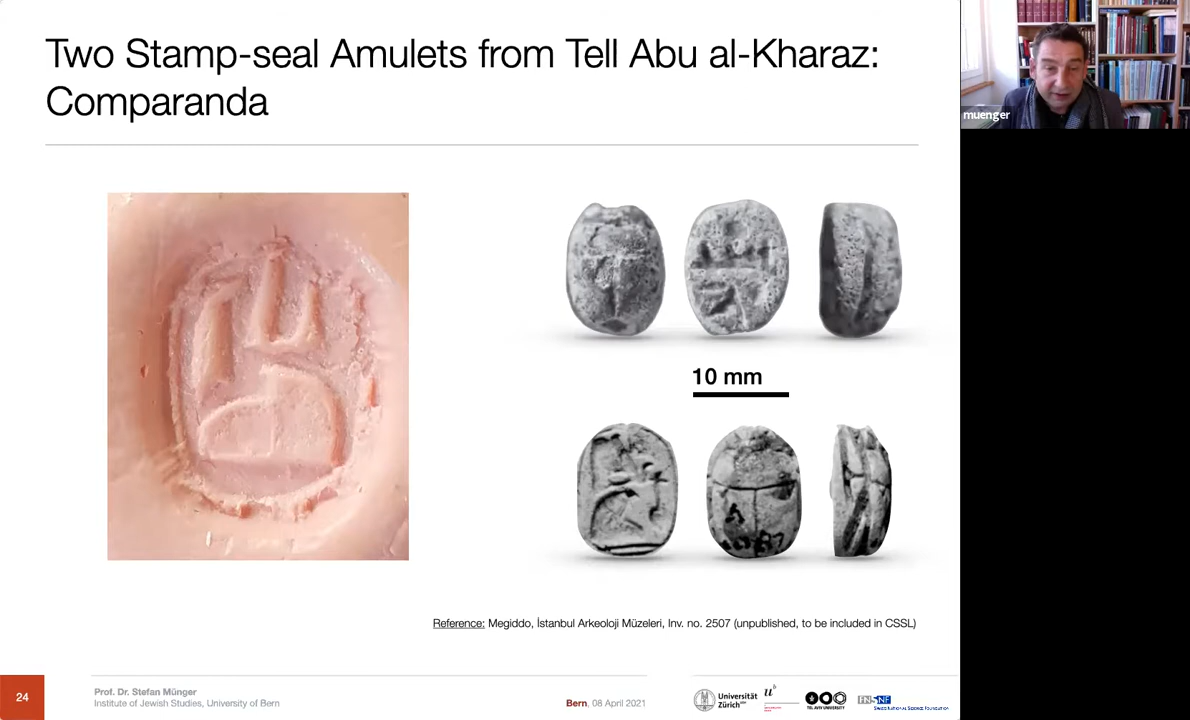 Two Stamp-seal Amulets from Tell Abu al-Kharaz:
Comparanda
muenger
10 mm
Reference: Megiddo, İstanbul Arkeoloji Müzeleri, Inv. no. 2507 (unpublished, to be included in CSSL)
24
Prof. Dr. Stefan Münger
Institute of Jewish Studies, University of Bern
Bern, 08 April 2021
Universität
Zürich
u b
TEL AVIV UNIVERSITY
FNSNF
Swiss National Science Foundation